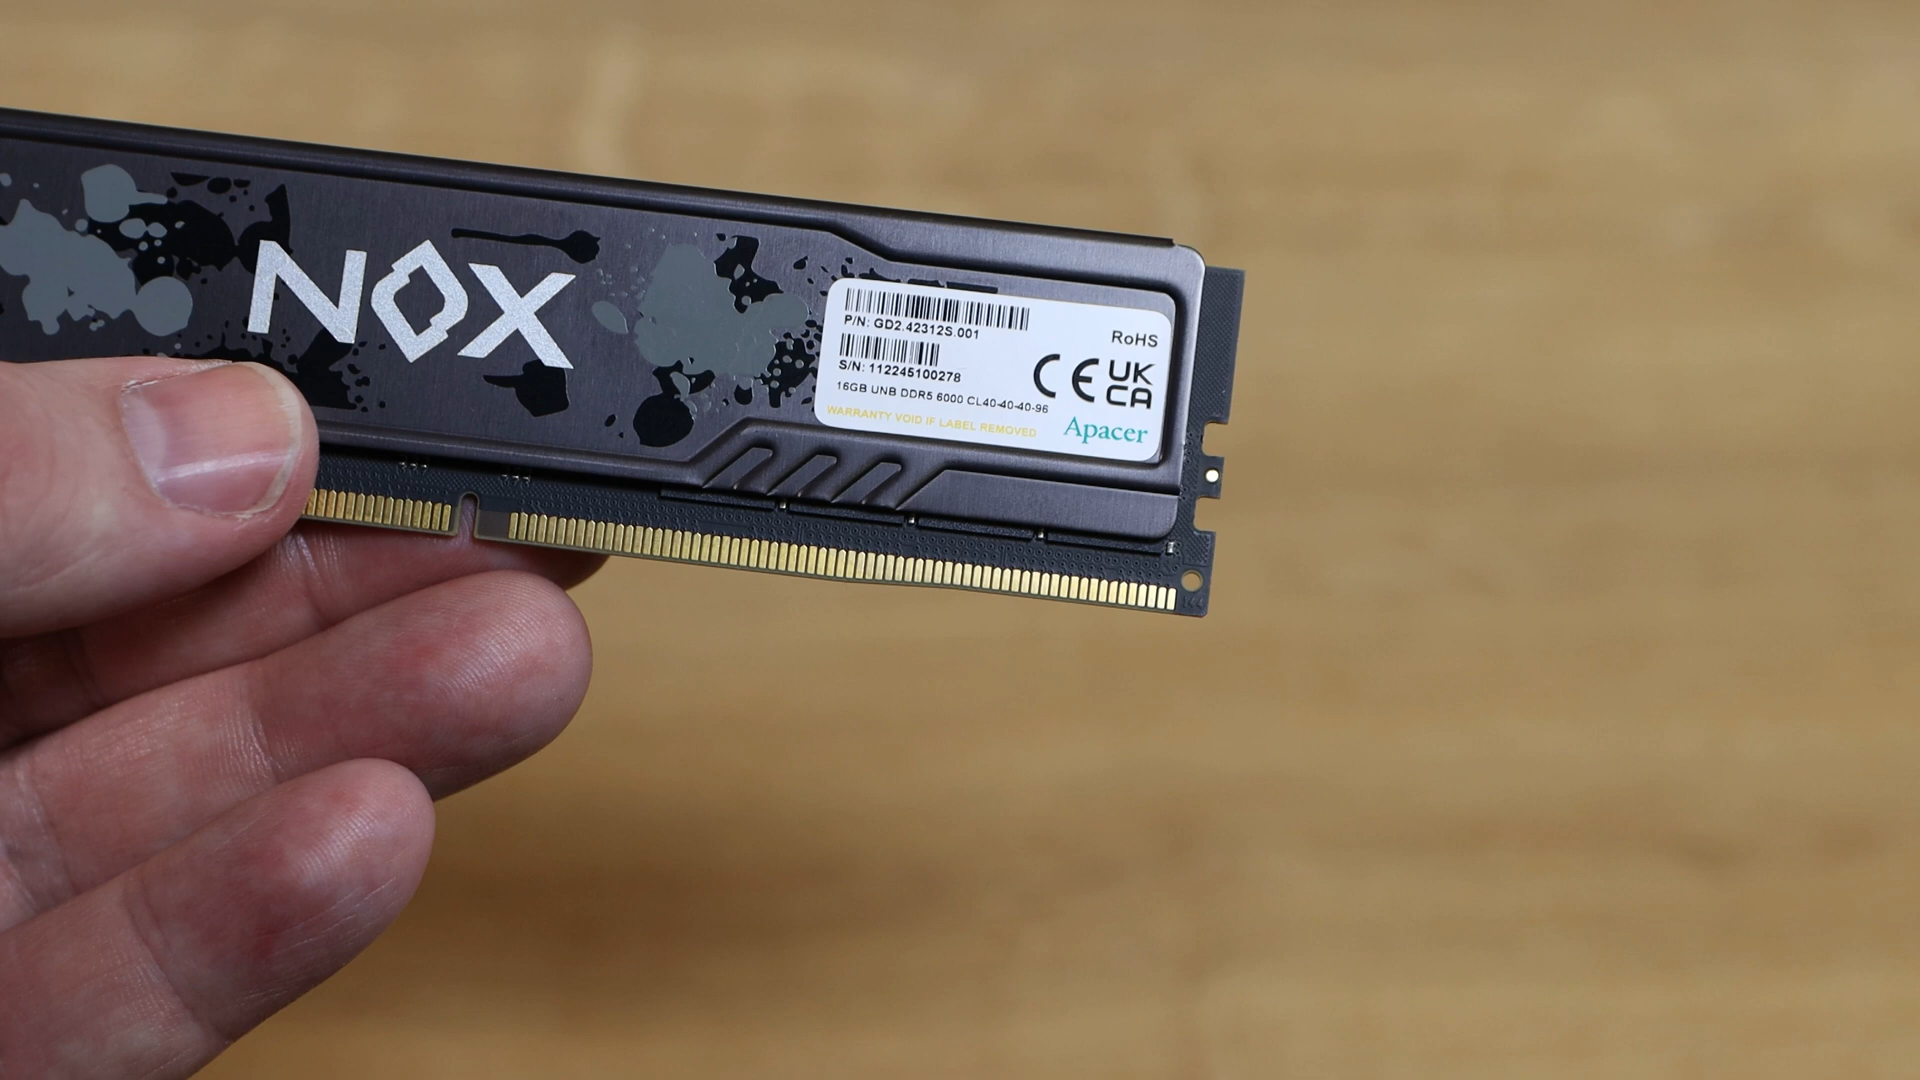 NOX
P/N: GD2.42312S.001
RoHS
S/N: 112245100278
CE UK
CA
16GB UNB DDR5 6000 CL40-40-40-96
WARRANTY VOID IF LABEL REMOVED
Apacer
144